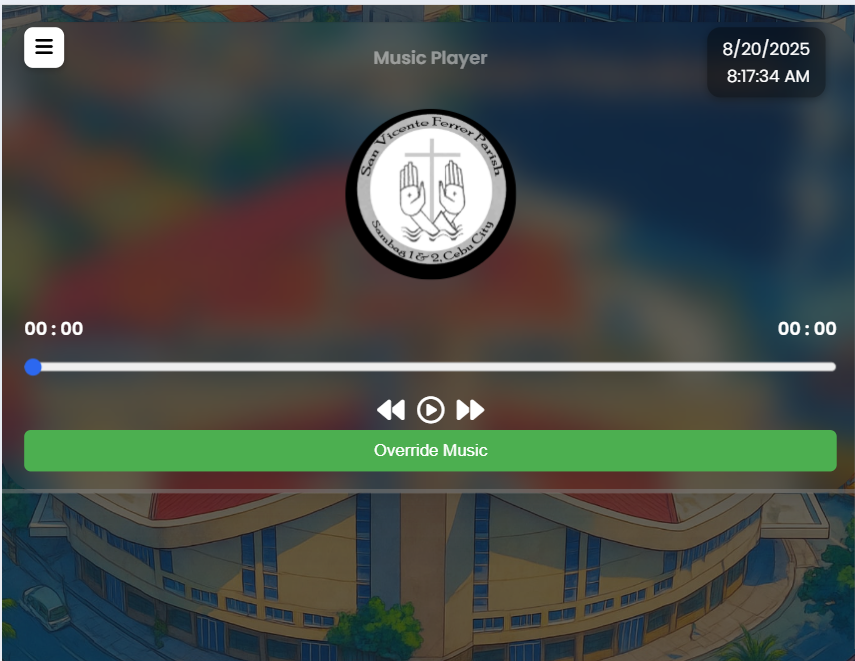 Music Player
8/20/2025
8:17:34 AM
San Vicente Ferrer Parish
Sambag 1 & 2, Cebu City
00 : 00
00 : 00
Override Music